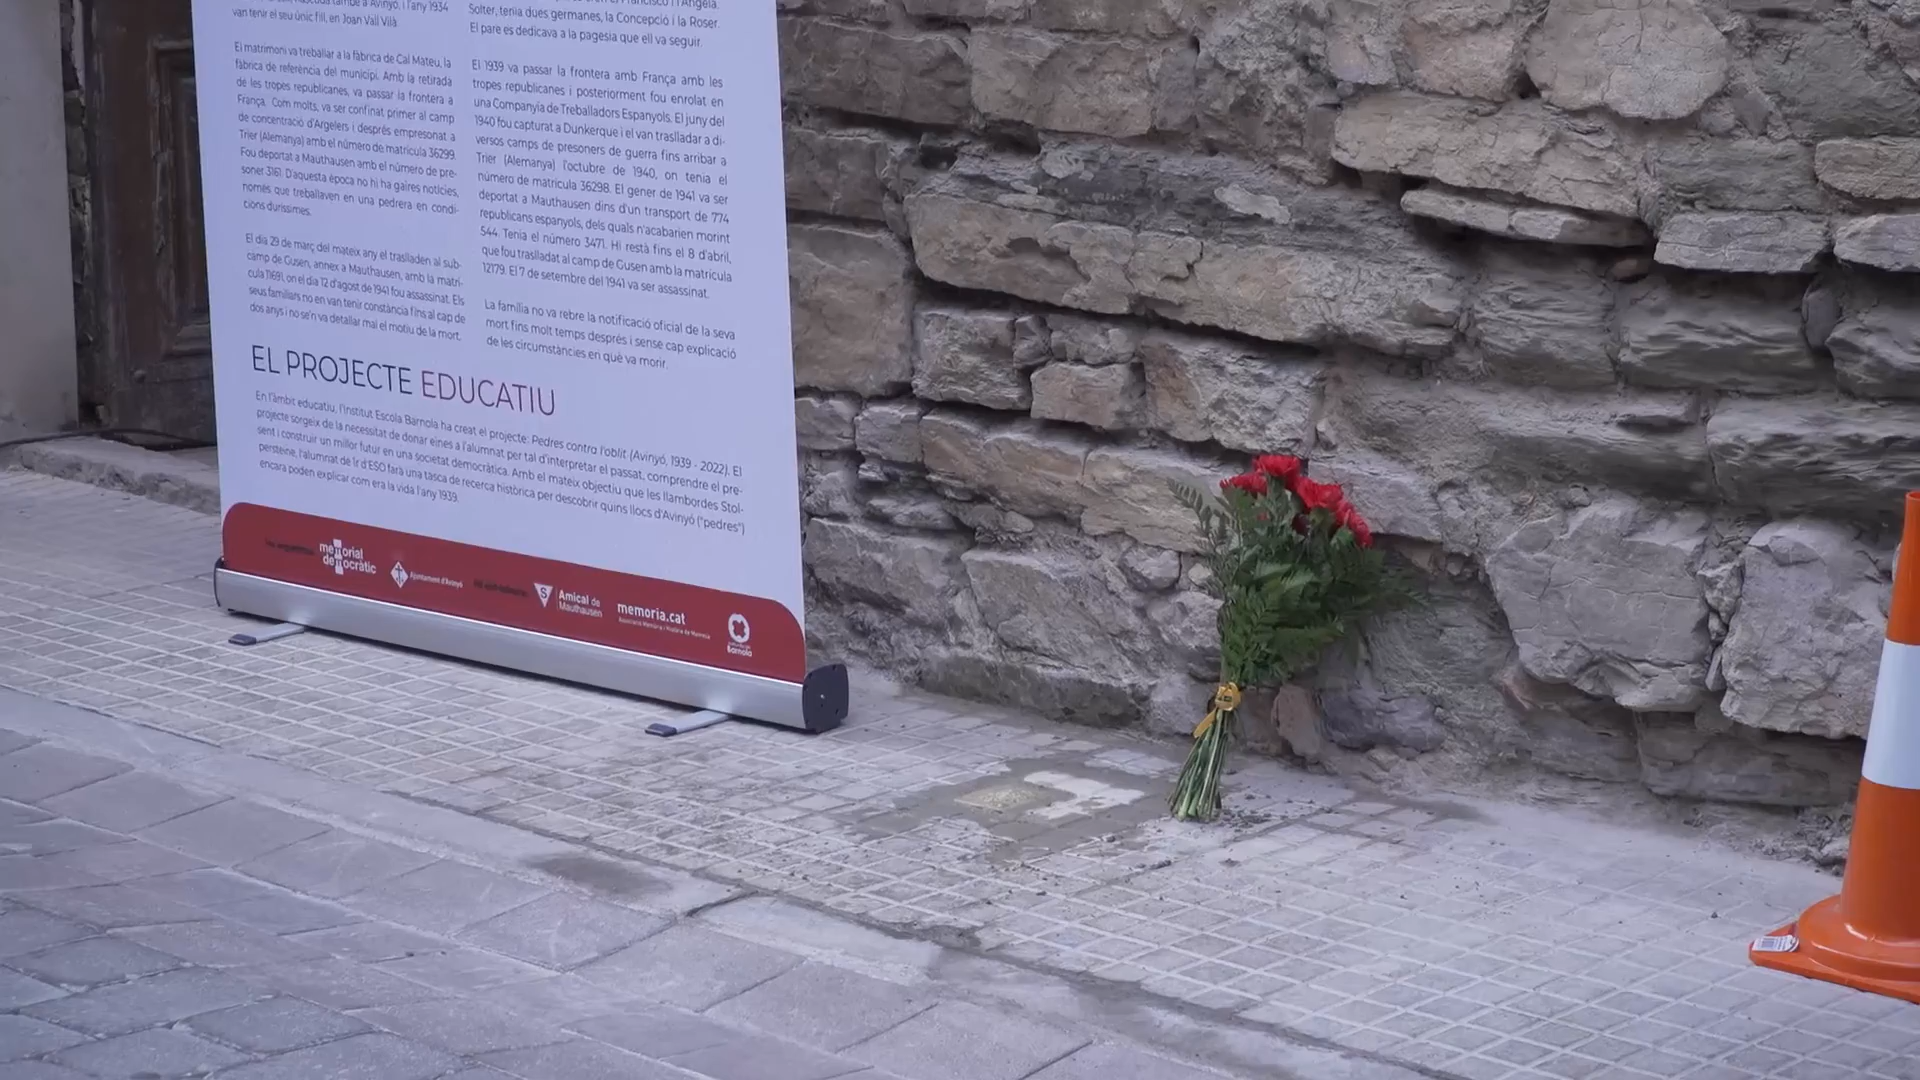 van tenir el seu únic fill, en Joan Vall Vilà.
El matrimoni va treballar a la fàbrica de Cal Mateu, la
fàbrica de referència del municipi. Amb la retirada
de les tropes republicanes, va passar la frontera a
França. Com molts, va ser confinat primer al camp
de concentració d'Argelers i després empresonat a
Trier (Alemanya) amb el número de matrícula 36299.
Fou deportat a Mauthausen amb el número de pre-
soner 3161. D'aquesta època no hi ha gaires notícies,
només que treballaven en una pedrera en condi-
cions duríssimes.
El dia 29 de març del mateix any el traslladen al sub-
camp de Gusen, annex a Mauthausen, amb la matrí-
cula 11691, on el dia 12 d'agost de 1941 fou assassinat. Els
seus familiars no en van tenir constància fins al cap de
dos anys i no se'n va detallar mai el motiu de la mort.
Solter, tenia dues germanes, la Concepció i la Roser.
El pare es dedicava a la pagesia que ell va seguir.
El 1939 va passar la frontera amb França amb les
tropes republicanes i posteriorment fou enrolat en
una Companyia de Treballadors Espanyols. El juny del
1940 fou capturat a Dunkerque i el van traslladar a di-
versos camps de presoners de guerra fins arribar a
Trier (Alemanya) l'octubre de 1940, on tenia el
número de matrícula 36298. El gener de 1941 va ser
deportat a Mauthausen dins d'un transport de 774
republicans espanyols, dels quals n'acabarien morint
544. Tenia el número 3471. Hi restà fins el 8 d'abril,
que fou traslladat al camp de Gusen amb la matrícula
12179. El 7 de setembre del 1941 va ser assassinat.
La família no va rebre la notificació oficial de la seva
mort fins molt temps després i sense cap explicació
de les circumstàncies en què va morir.
EL PROJECTE EDUCATIU
En l'àmbit educatiu, l'Institut Escola Barnola ha creat el projecte: Pedres contra l'oblit (Avinyó, 1939 - 2022). El
projecte sorgeix de la necessitat de donar eines a l'alumnat per tal d'interpretar el passat, comprendre el pre-
sent i construir un millor futur en una societat democràtica. Amb el mateix objectiu que les llambordes Stol-
persteine, l'alumnat de 1r d'ESO farà una tasca de recerca històrica per descobrir quins llocs d'Avinyó ("pedres")
encara poden explicar com era la vida l'any 1939.
memorial
democràtic
Ajuntament d'Avinyó
S
Amical de
Mauthausen
memoria.cat
Associació Memòria i Història de Manresa
Barnola